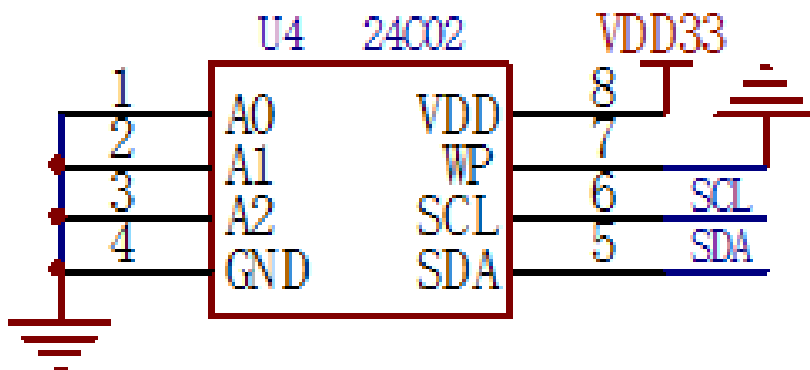 U4 24C02 VDD33
1 A0 VDD 8
2 A1 WP 7
3 A2 SCL 6 SCL
4 GND SDA 5 SDA